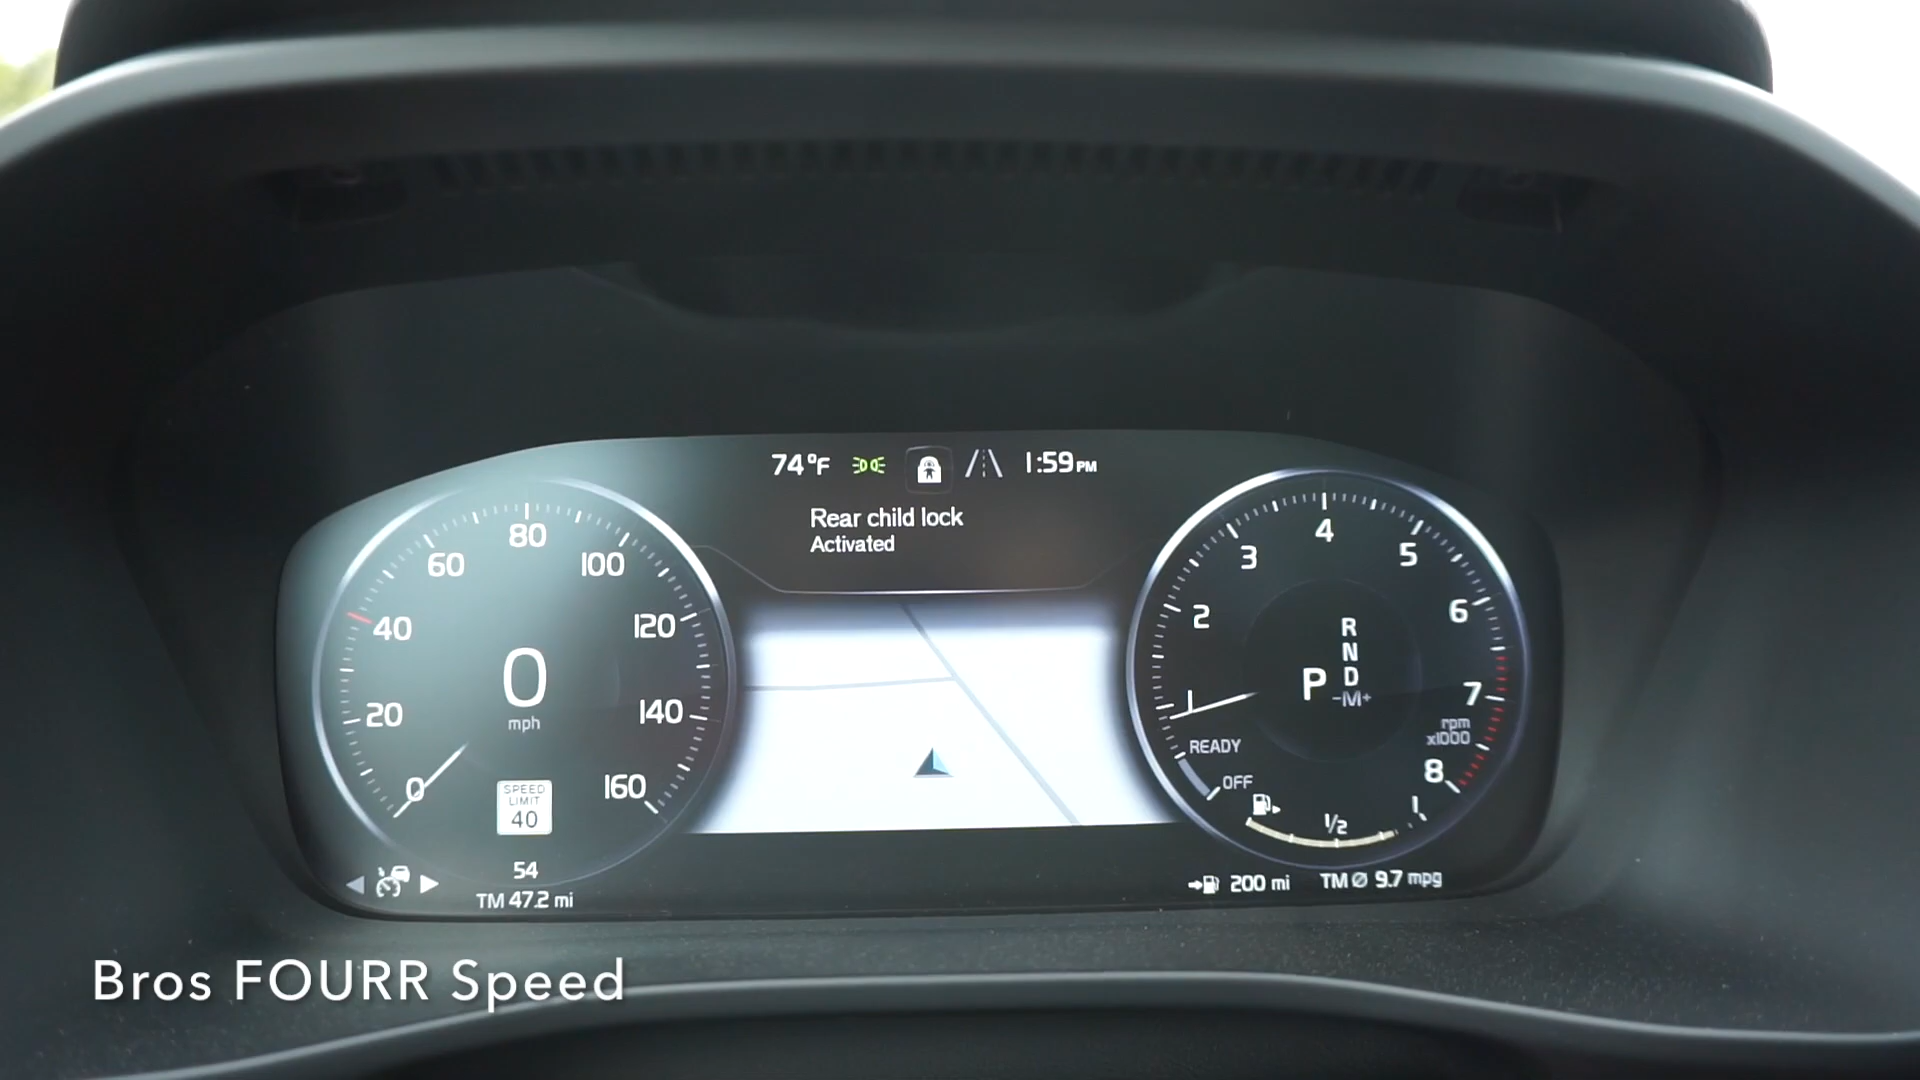 74°F 1:59PM
Rear child lock
Activated
0
20
40
60
80
100
120
140
160
0
mph
SPEED
LIMIT
40
54
TM 47.2 mi
1
2
3
4
5
6
7
8
rpm
x1000
R
N
P D
-M+
READY
OFF
1/2
1
200 mi TM Ø 9.7 mpg
Bros FOURR Speed